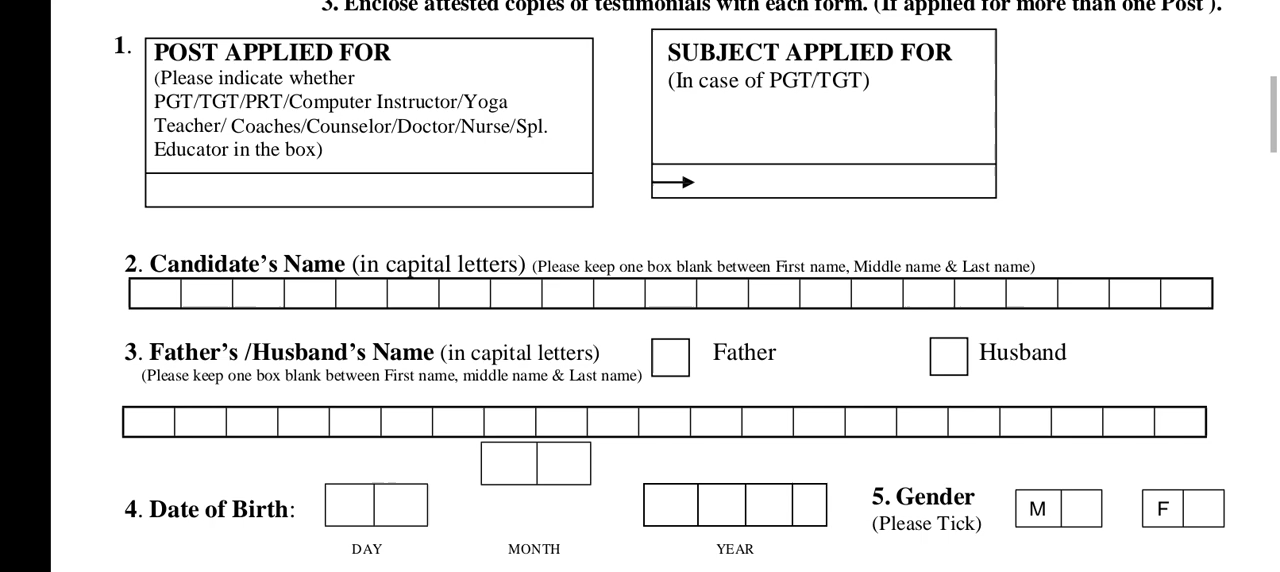 3. Enclose attested copies of testimonials with each form. (If applied for more than one Post ).
1. POST APPLIED FOR
(Please indicate whether
PGT/TGT/PRT/Computer Instructor/Yoga
Teacher/ Coaches/Counselor/Doctor/Nurse/Spl.
Educator in the box)
SUBJECT APPLIED FOR
(In case of PGT/TGT)
2. Candidate’s Name (in capital letters) (Please keep one box blank between First name, Middle name & Last name)
3. Father’s /Husband’s Name (in capital letters) Father Husband
(Please keep one box blank between First name, middle name & Last name)
4. Date of Birth:
DAY MONTH YEAR
5. Gender M F
(Please Tick)